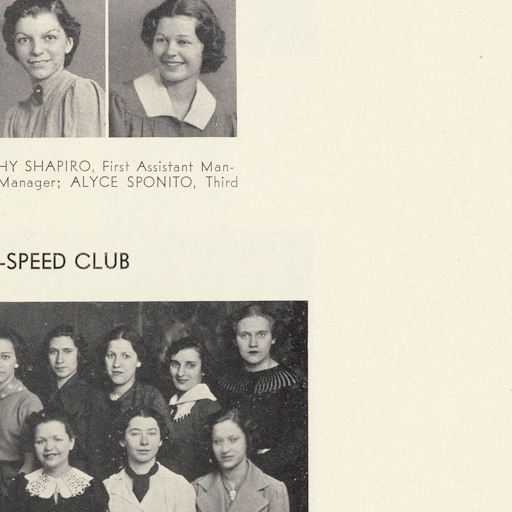 HY SHAPIRO, First Assistant Man-
Manager; ALYCE SPONITO, Third
-SPEED CLUB